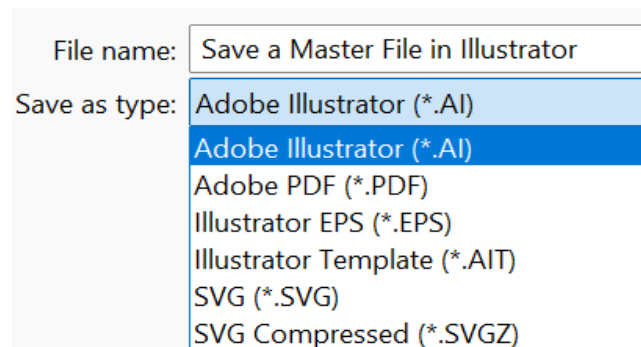 File name: Save a Master File in Illustrator
Save as type: Adobe Illustrator (*.AI)
Adobe Illustrator (*.AI)
Adobe PDF (*.PDF)
Illustrator EPS (*.EPS)
Illustrator Template (*.AIT)
SVG (*.SVG)
SVG Compressed (*.SVGZ)